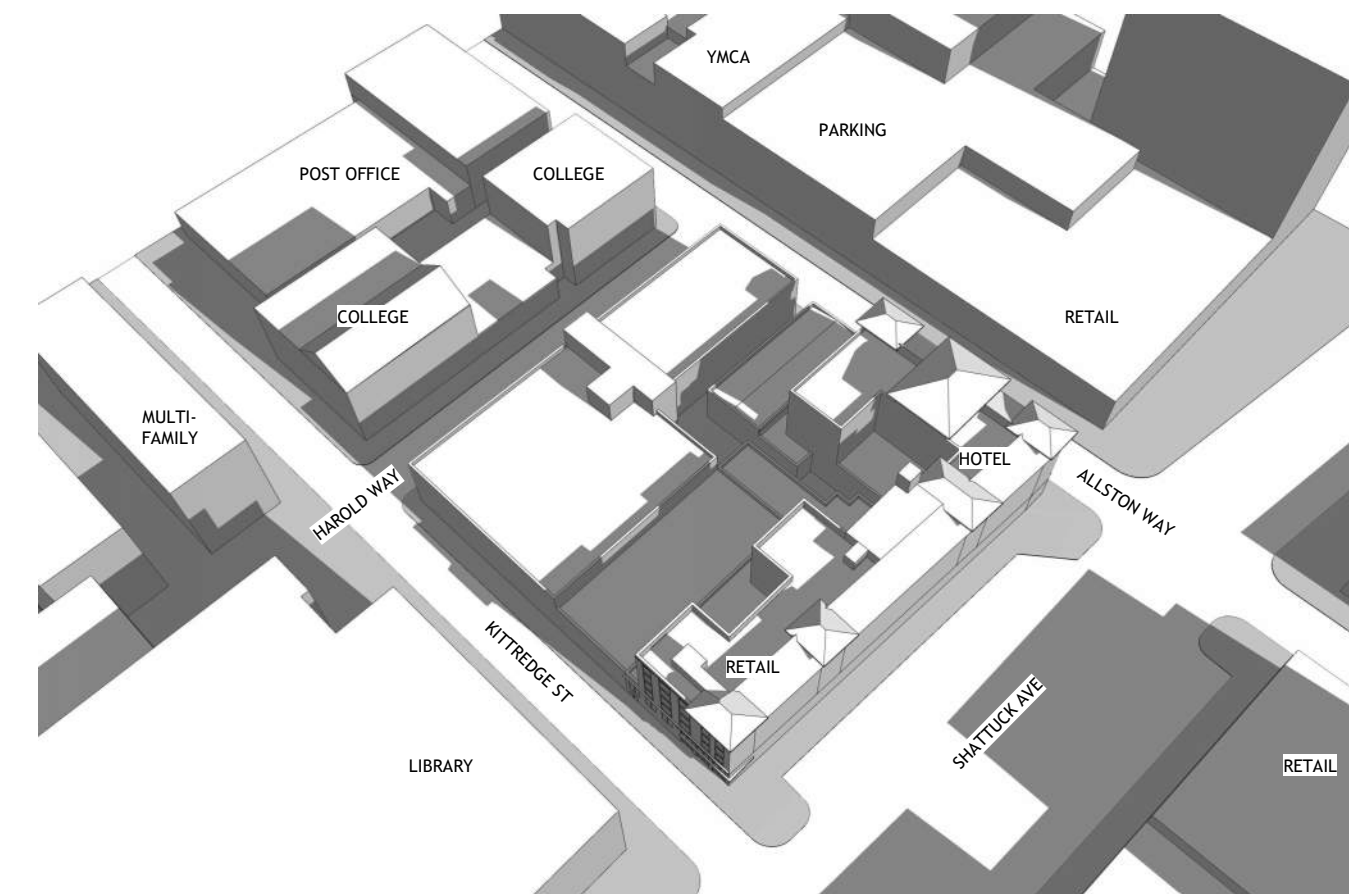 YMCA
PARKING
POST OFFICE
COLLEGE
COLLEGE
RETAIL
MULTI-
FAMILY
HOTEL
HAROLD WAY
ALLSTON WAY
KITTREDGE ST
RETAIL
SHATTUCK AVE
LIBRARY
RETAIL